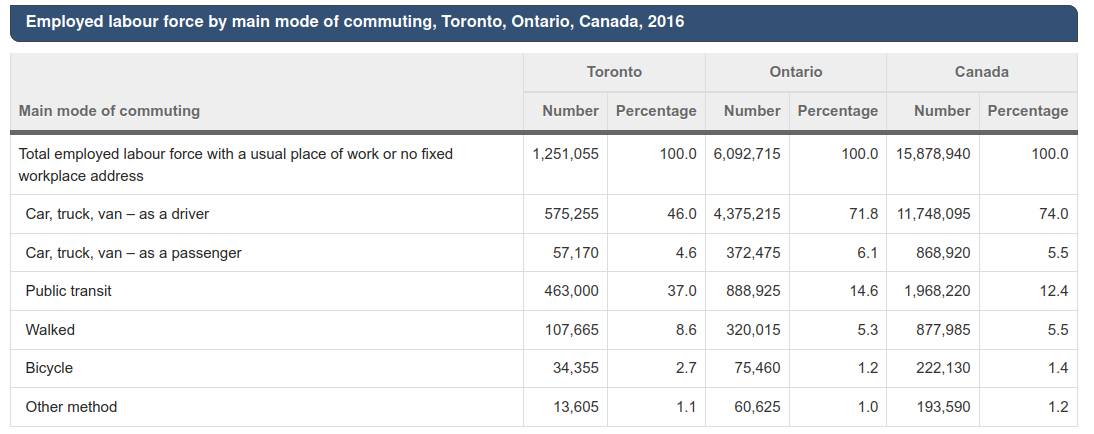 Employed labour force by main mode of commuting, Toronto, Ontario, Canada, 2016
Toronto Ontario Canada
Main mode of commuting Number Percentage Number Percentage Number Percentage
Total employed labour force with a usual place of work or no fixed 1,251,055 100.0 6,092,715 100.0 15,878,940 100.0
workplace address
Car, truck, van – as a driver 575,255 46.0 4,375,215 71.8 11,748,095 74.0
Car, truck, van – as a passenger 57,170 4.6 372,475 6.1 868,920 5.5
Public transit 463,000 37.0 888,925 14.6 1,968,220 12.4
Walked 107,665 8.6 320,015 5.3 877,985 5.5
Bicycle 34,355 2.7 75,460 1.2 222,130 1.4
Other method 13,605 1.1 60,625 1.0 193,590 1.2